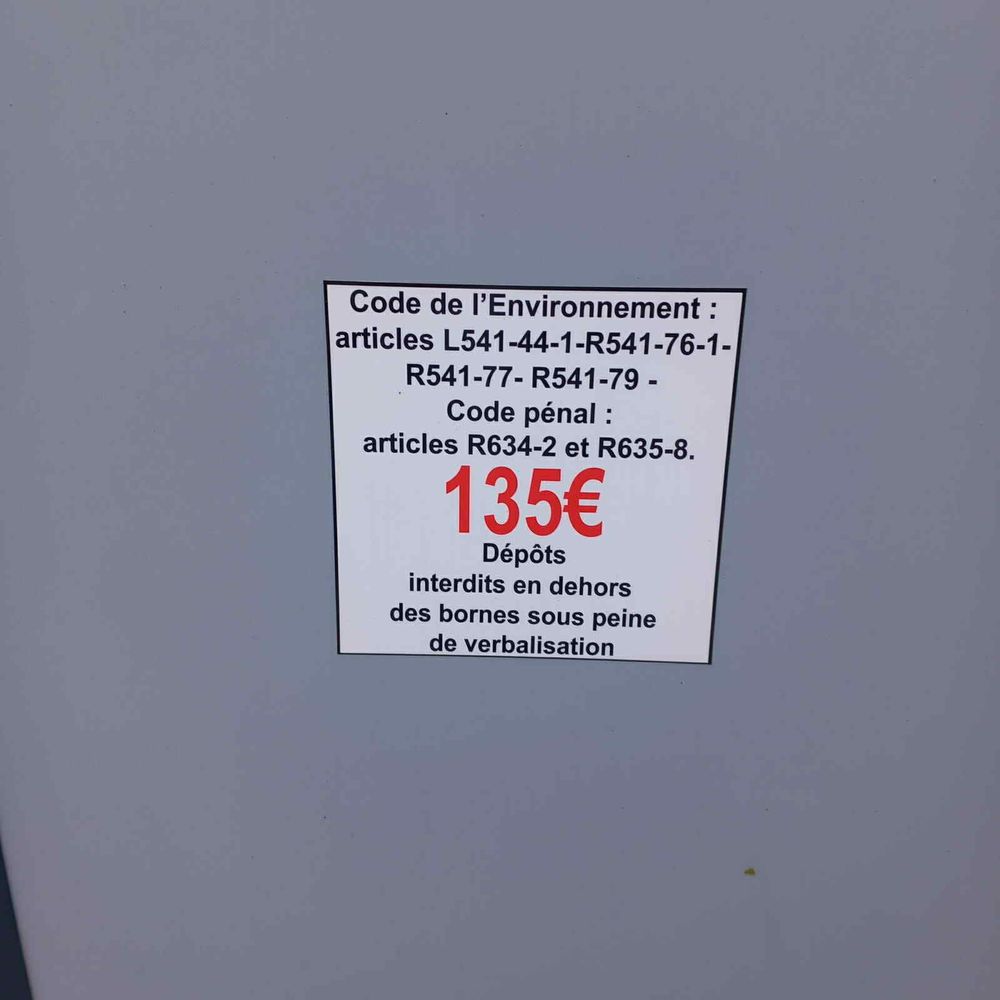 Code de l'Environnement :
articles L541-44-1-R541-76-1-
R541-77- R541-79 -
Code pénal :
articles R634-2 et R635-8.
135€
Dépôts
interdits en dehors
des bornes sous peine
de verbalisation